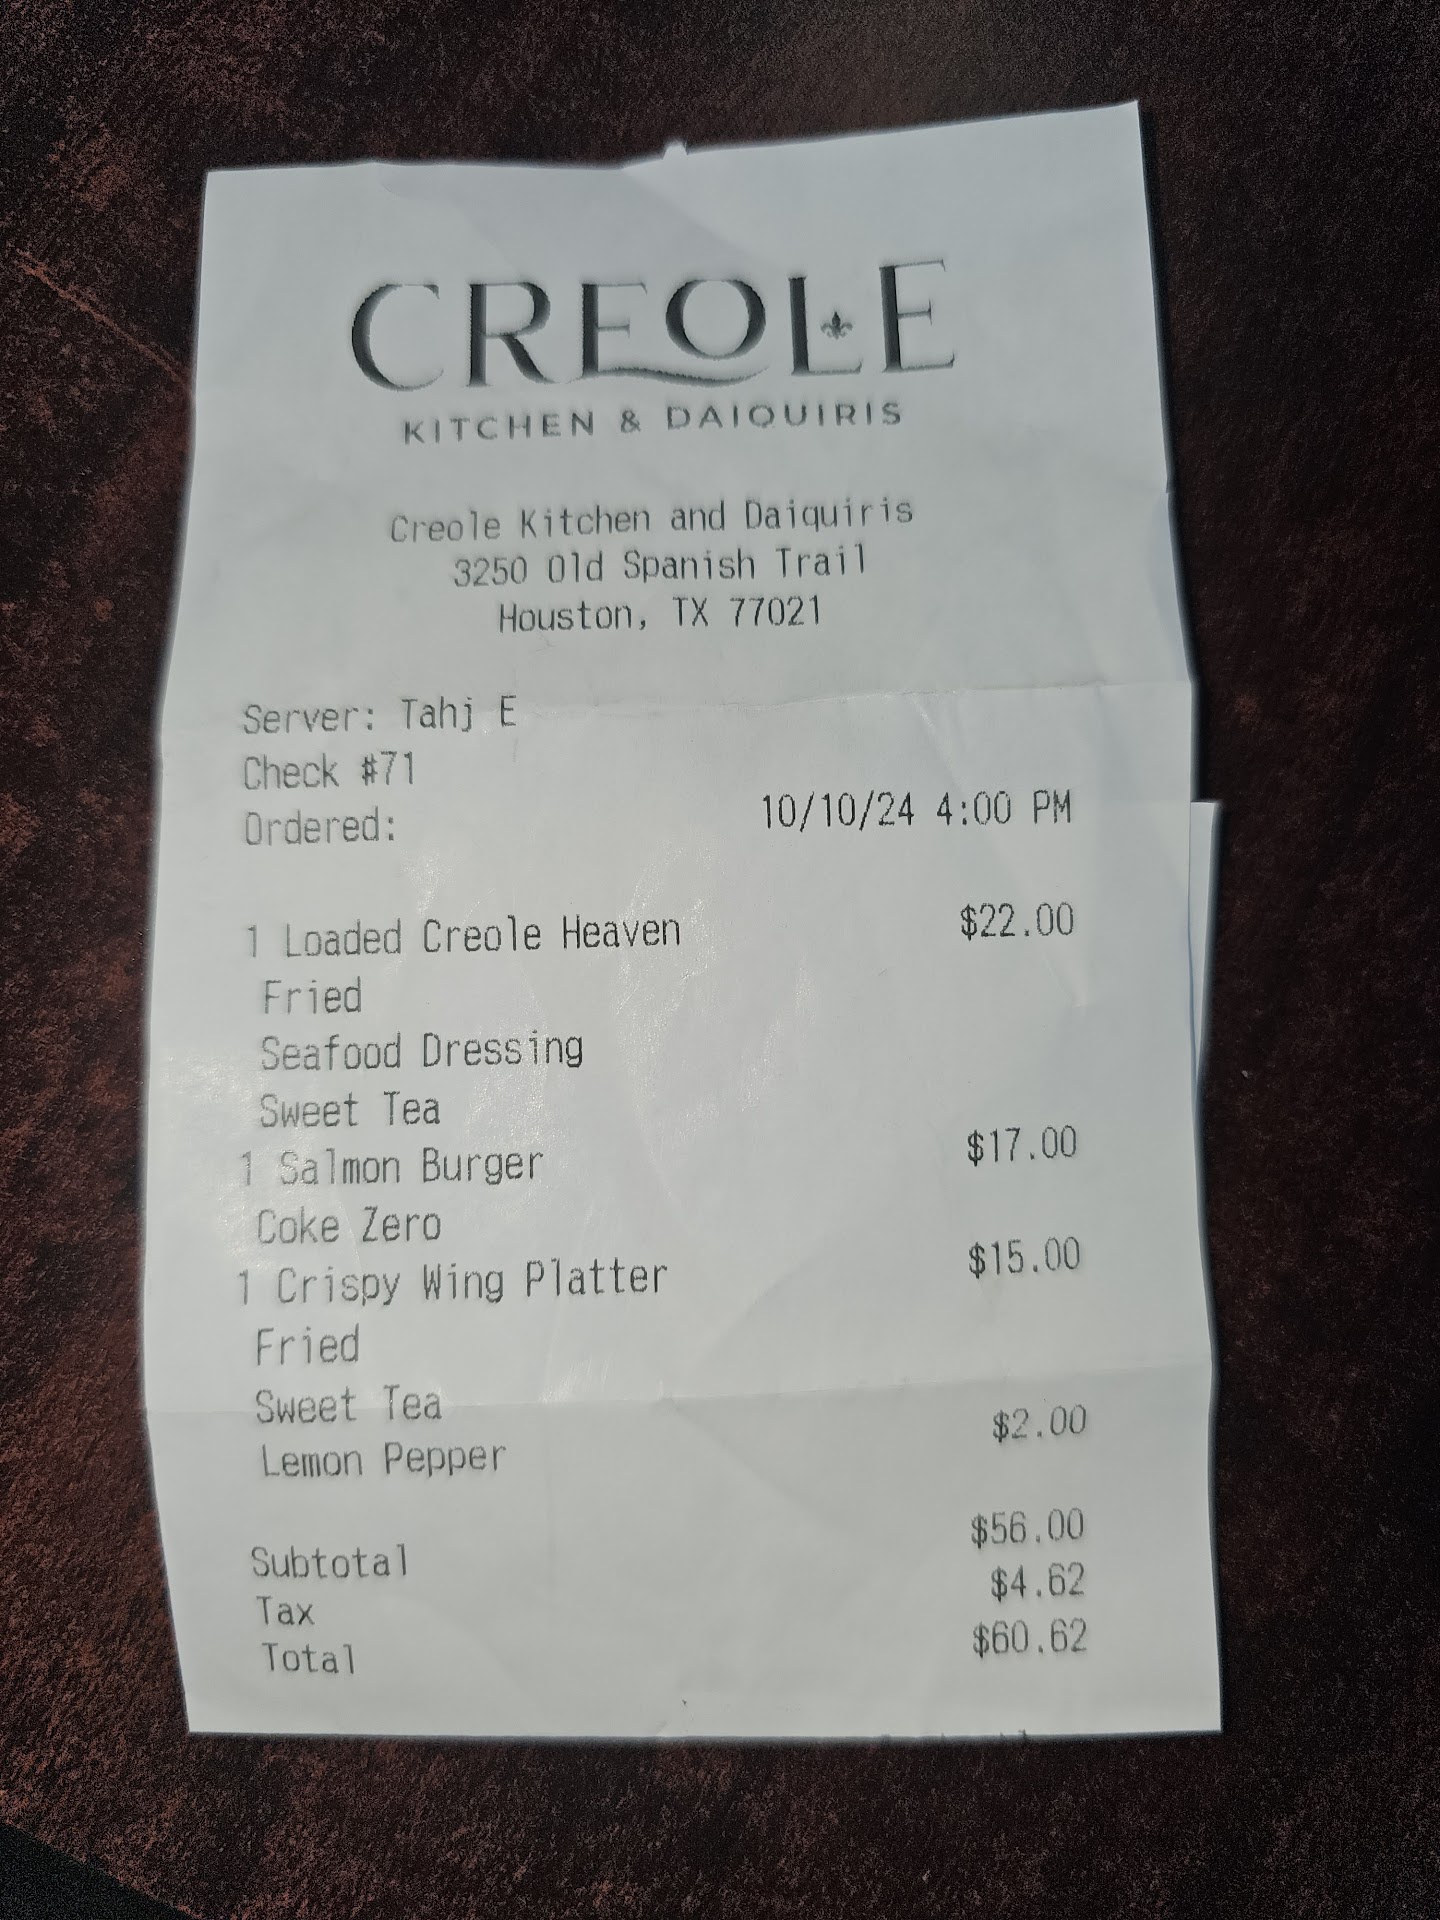 CREOLE
KITCHEN & DAIQUIRIS
Creole Kitchen and Daiquiris
3250 Old Spanish Trail
Houston, TX 77021
Server: Tahj E
Check #71
Ordered: 10/10/24 4:00 PM
1 Loaded Creole Heaven $22.00
Fried
Seafood Dressing
Sweet Tea
1 Salmon Burger $17.00
Coke Zero
1 Crispy Wing Platter $15.00
Fried
Sweet Tea
Lemon Pepper $2.00
Subtotal $56.00
Tax $4.62
Total $60.62